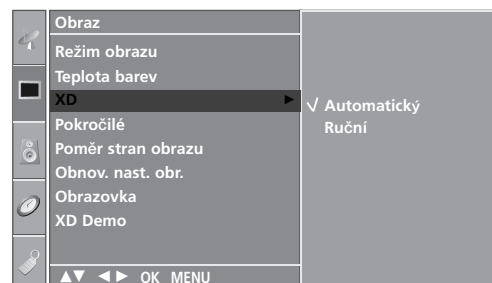 Obraz
Režim obrazu
Teplota barev
XD
Pokročilé
Poměr stran obrazu
Obnov. nast. obr.
Obrazovka
XD Demo
√ Automatický
Ruční
▲▼ ◄► OK MENU